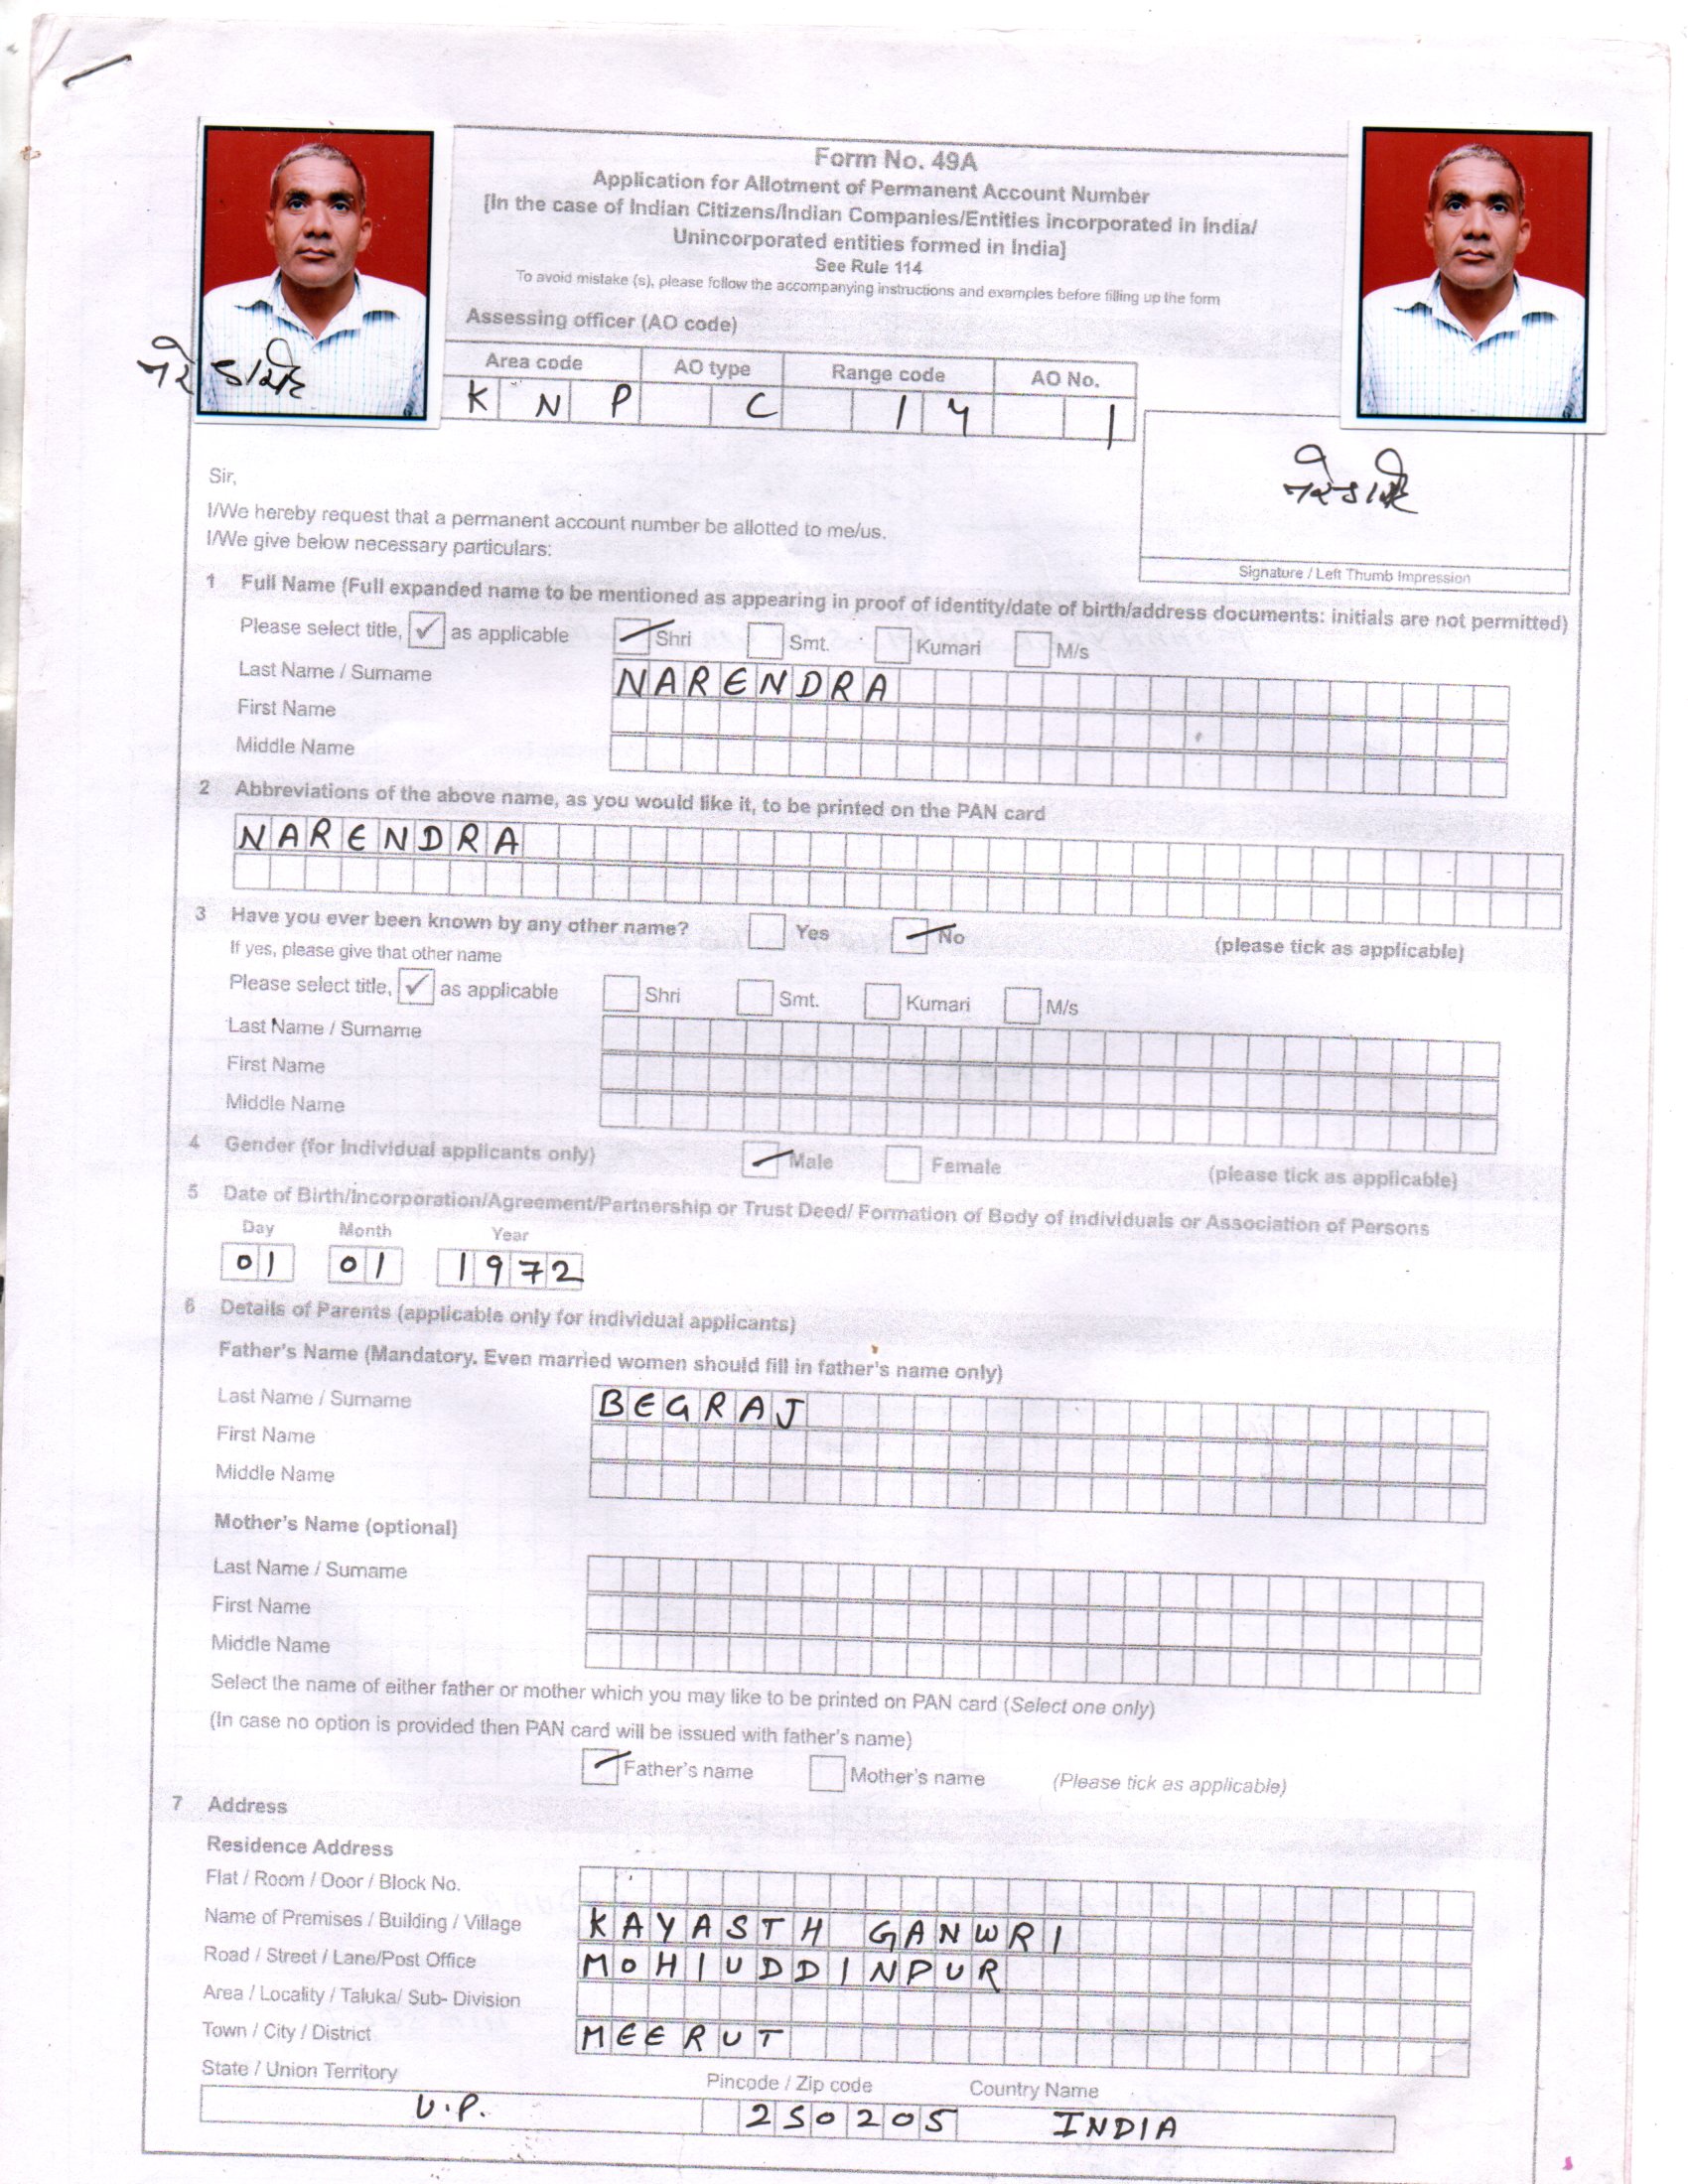 Form No. 49A
Application for Allotment of Permanent Account Number
[In the case of Indian Citizens/Indian Companies/Entities incorporated in India/
Unincorporated entities formed in India]
See Rule 114
To avoid mistake (s), please follow the accompanying instructions and examples before filling up the form
Assessing officer (AO code)
Area code AO type Range code AO No.
K N P C 1 4 1
Sir,
I/We hereby request that a permanent account number be allotted to me/us.
I/We give below necessary particulars:
Signature / Left Thumb Impression
1 Full Name (Full expanded name to be mentioned as appearing in proof of identity/date of birth/address documents: initials are not permitted)
Please select title, ✓ as applicable Shri Smt. Kumari M/s
Last Name / Surname NARENDRA
First Name
Middle Name
2 Abbreviations of the above name, as you would like it, to be printed on the PAN card
NARENDRA
3 Have you ever been known by any other name? Yes No (please tick as applicable)
If yes, please give that other name
Please select title, ✓ as applicable Shri Smt. Kumari M/s
Last Name / Surname
First Name
Middle Name
4 Gender (for Individual applicants only) Male Female (please tick as applicable)
5 Date of Birth/Incorporation/Agreement/Partnership or Trust Deed/ Formation of Body of individuals or Association of Persons
Day Month Year
01 01 1972
6 Details of Parents (applicable only for individual applicants)
Father's Name (Mandatory. Even married women should fill in father's name only)
Last Name / Surname BEGRAJ
First Name
Middle Name
Mother's Name (optional)
Last Name / Surname
First Name
Middle Name
Select the name of either father or mother which you may like to be printed on PAN card (Select one only)
(In case no option is provided then PAN card will be issued with father's name)
Father's name Mother's name (Please tick as applicable)
7 Address
Residence Address
Flat / Room / Door / Block No.
Name of Premises / Building / Village KAYASTH GANWRI
Road / Street / Lane/Post Office MOHIUDDINPUR
Area / Locality / Taluka/ Sub- Division
Town / City / District MEERUT
State / Union Territory Pincode / Zip code Country Name
U.P. 250205 INDIA